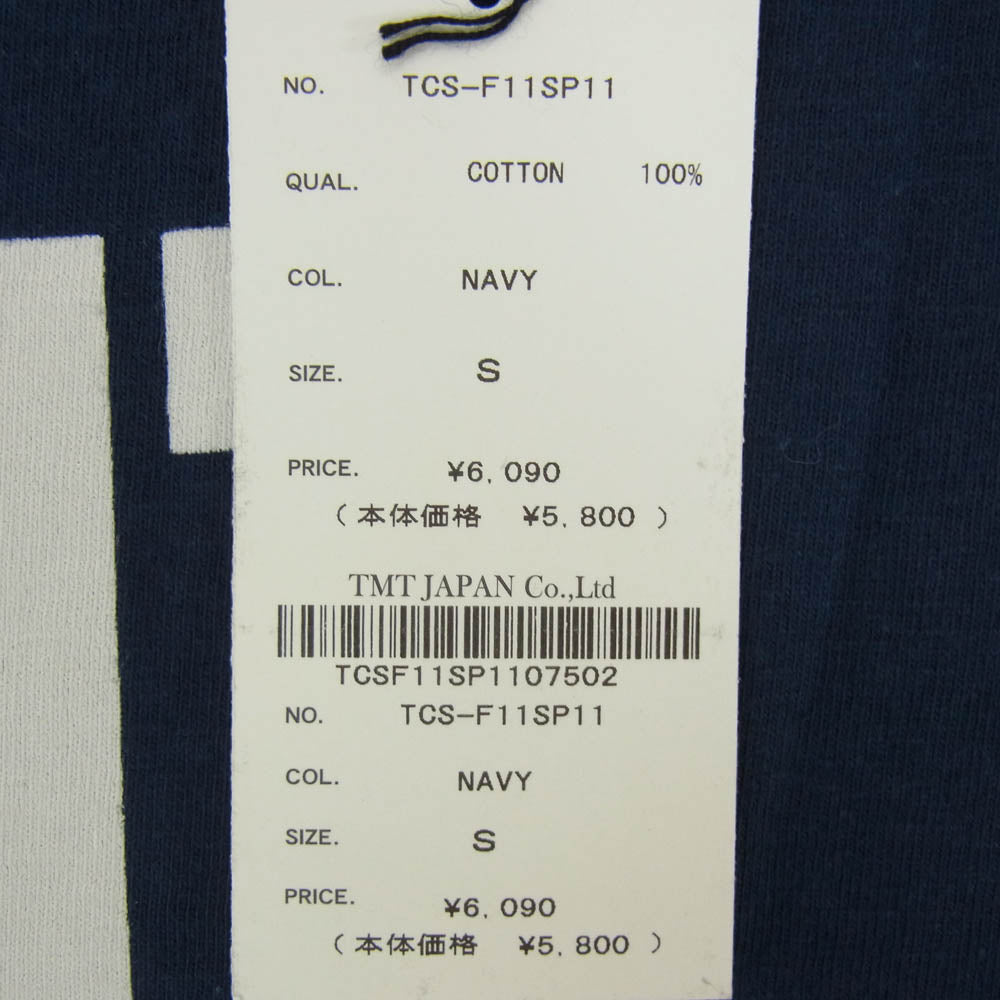 NO. TCS-F11SP11
QUAL. COTTON 100%
COL. NAVY
SIZE. S
PRICE. ¥6,090
(本体価格 ¥5,800)
TMT JAPAN Co.,Ltd
TCSF11SP1107502
NO. TCS-F11SP11
COL. NAVY
SIZE. S
PRICE. ¥6,090
(本体価格 ¥5,800)